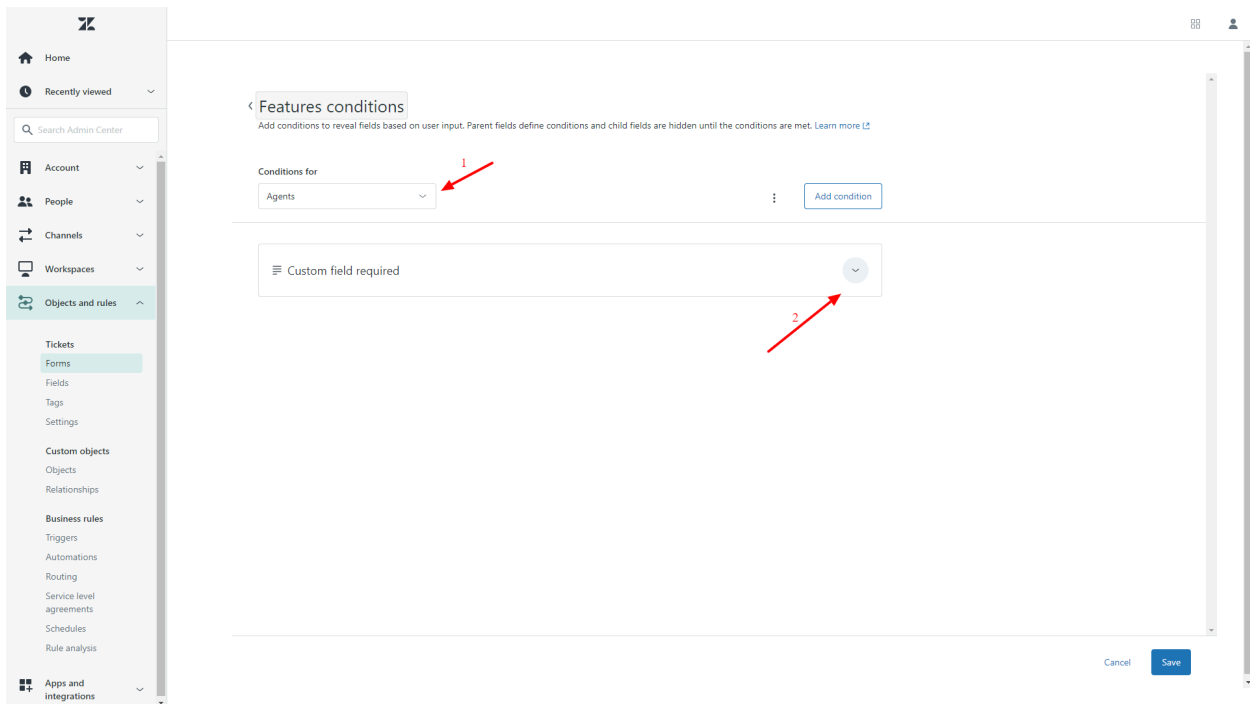 Home
Recently viewed
Search Admin Center
Account
People
Channels
Workspaces
Objects and rules
Tickets
Forms
Fields
Tags
Settings
Custom objects
Objects
Relationships
Business rules
Triggers
Automations
Routing
Service level
agreements
Schedules
Rule analysis
Apps and
integrations
Features conditions
Add conditions to reveal fields based on user input. Parent fields define conditions and child fields are hidden until the conditions are met. Learn more
1
Conditions for
Agents
Add condition
Custom field required
2
Cancel
Save